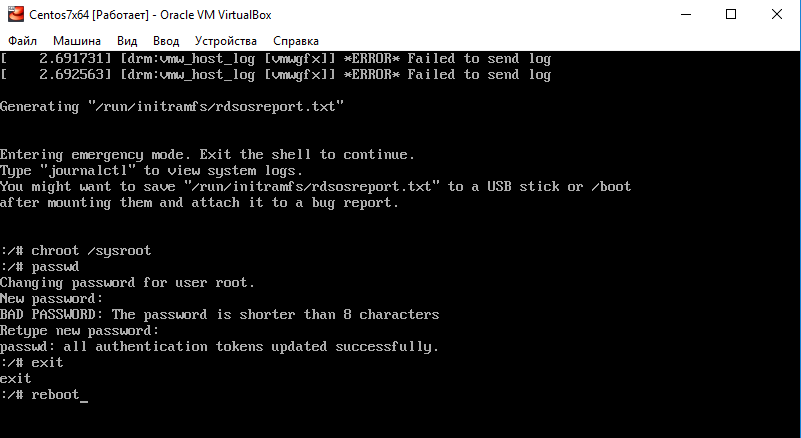 Centos7x64 [Работает] - Oracle VM VirtualBox
Файл Машина Вид Ввод Устройства Справка
[    2.691731] [drm:vmw_host_log [vmwgfx]] *ERROR* Failed to send log
[    2.692563] [drm:vmw_host_log [vmwgfx]] *ERROR* Failed to send log
Generating "/run/initramfs/rdsosreport.txt"
Entering emergency mode. Exit the shell to continue.
Type "journalctl" to view system logs.
You might want to save "/run/initramfs/rdsosreport.txt" to a USB stick or /boot
after mounting them and attach it to a bug report.
:/# chroot /sysroot
:/# passwd
Changing password for user root.
New password:
BAD PASSWORD: The password is shorter than 8 characters
Retype new password:
passwd: all authentication tokens updated successfully.
:/# exit
exit
:/# reboot_